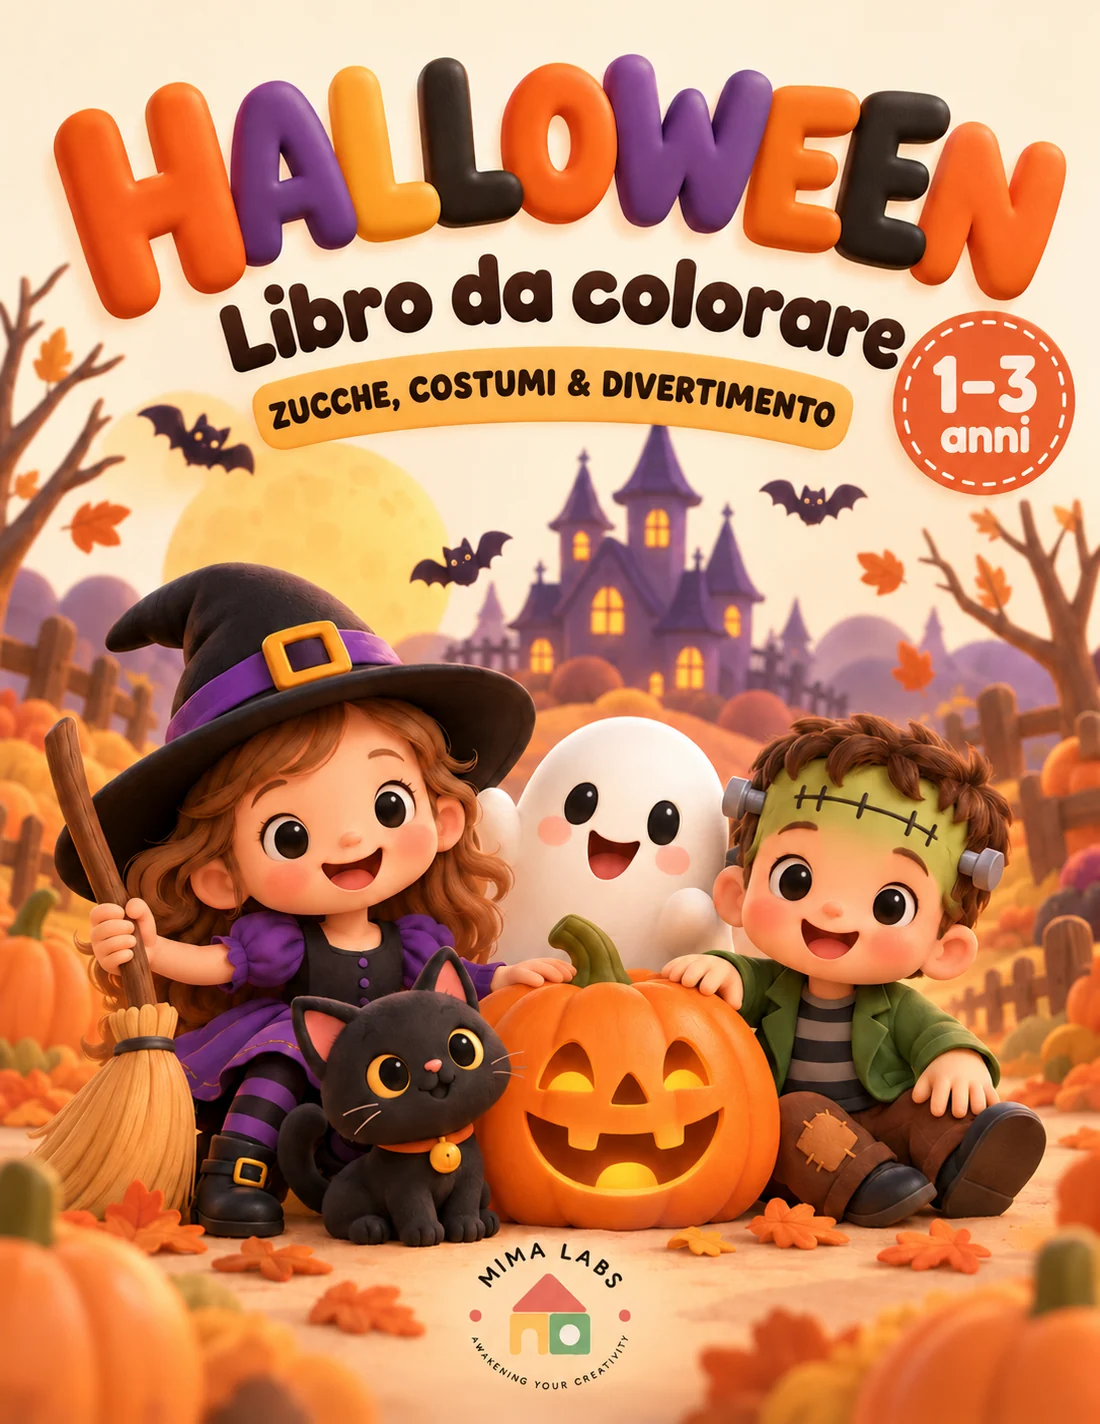 HALLOWEEN
Libro da colorare
ZUCCHE, COSTUMI & DIVERTIMENTO
1-3
anni
MIMA LABS
AWAKENING YOUR CREATIVITY